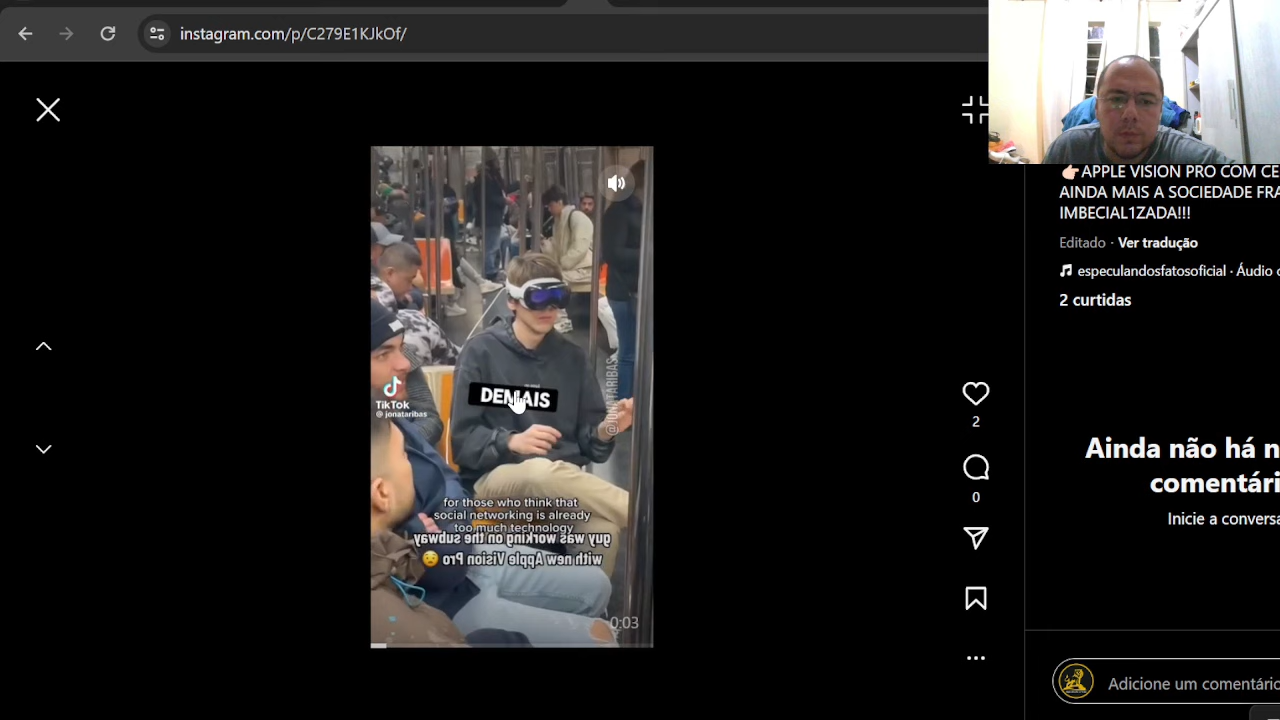 instagram.com/p/C279E1KJkOf/
DEMAIS
@JONATARIBAS
TikTok
@ jonataribas
for those who think that
social networking is already
too much technology
guy was working on the subway
with new Apple Vision Pro 😟
0:03
2
0
👉🏻APPLE VISION PRO COM CE
AINDA MAIS A SOCIEDADE FRA
IMBECIAL1ZADA!!!
Editado · Ver tradução
especulandosfatosoficial · Áudio o
2 curtidas
Ainda não há n
comentári
Inicie a conversa
Adicione um comentário